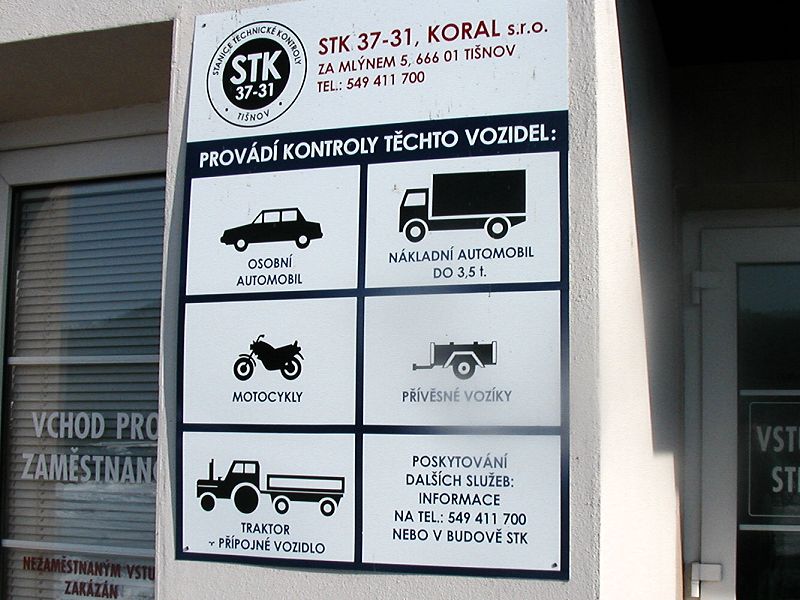 STANICE TECHNICKÉ KONTROLY
STK
37-31
• TIŠNOV •
STK 37-31, KORAL s.r.o.
ZA MLÝNEM 5, 666 01 TIŠNOV
TEL.: 549 411 700
PROVÁDÍ KONTROLY TĚCHTO VOZIDEL:
OSOBNÍ
AUTOMOBIL
NÁKLADNÍ AUTOMOBIL
DO 3,5 t.
MOTOCYKLY
PŘÍVĚSNÉ VOZÍKY
TRAKTOR
+ PŘÍPOJNÉ VOZIDLO
POSKYTOVÁNÍ
DALŠÍCH SLUŽEB:
INFORMACE
NA TEL.: 549 411 700
NEBO V BUDOVĚ STK
VCHOD PRO
ZAMĚSTNANC
NEZAMĚSTNANÝM VSTU
ZAKÁZÁN